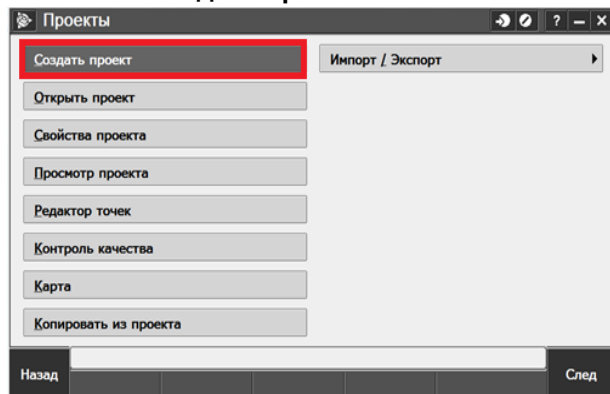 Проекты
? – X
Создать проект
Импорт / Экспорт
Открыть проект
Свойства проекта
Просмотр проекта
Редактор точек
Контроль качества
Карта
Копировать из проекта
Назад
След